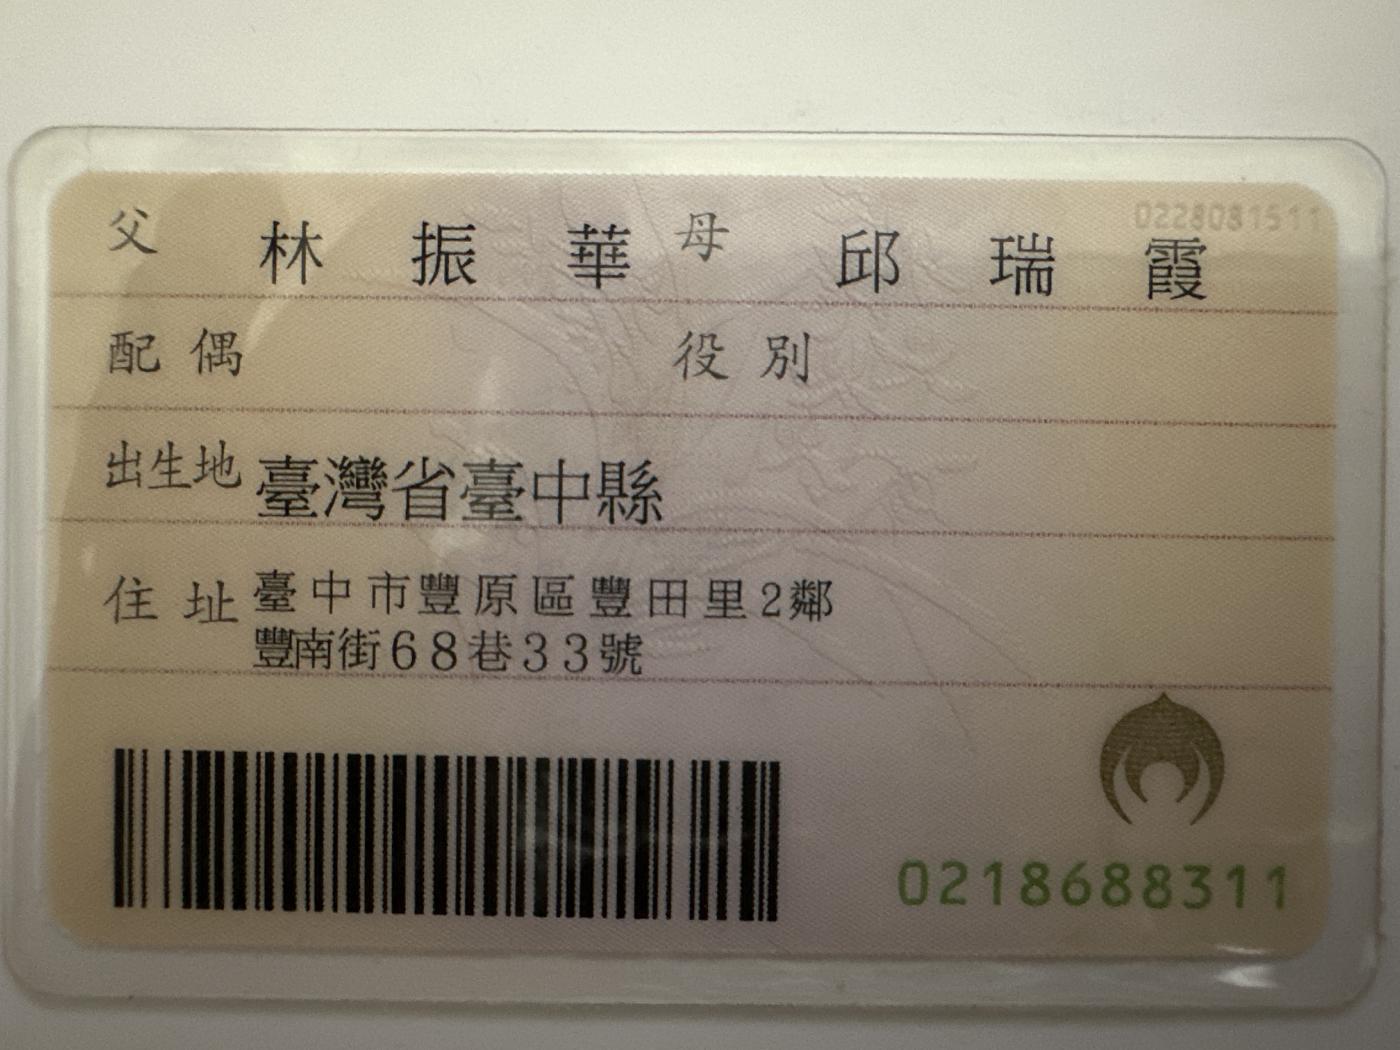 0228081511
父 林振華 母 邱瑞霞
配偶 役別
出生地 臺灣省臺中縣
住址 臺中市豐原區豐田里2鄰
豐南街68巷33號
0218688311